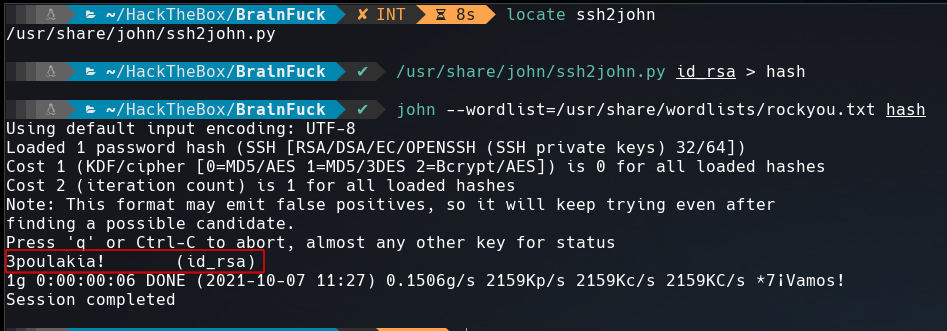 ~/HackTheBox/BrainFuck ✘ INT ⌛ 8s locate ssh2john
/usr/share/john/ssh2john.py
~/HackTheBox/BrainFuck ✔ /usr/share/john/ssh2john.py id_rsa > hash
~/HackTheBox/BrainFuck ✔ john --wordlist=/usr/share/wordlists/rockyou.txt hash
Using default input encoding: UTF-8
Loaded 1 password hash (SSH [RSA/DSA/EC/OPENSSH (SSH private keys) 32/64])
Cost 1 (KDF/cipher [0=MD5/AES 1=MD5/3DES 2=Bcrypt/AES]) is 0 for all loaded hashes
Cost 2 (iteration count) is 1 for all loaded hashes
Note: This format may emit false positives, so it will keep trying even after
finding a possible candidate.
Press 'q' or Ctrl-C to abort, almost any other key for status
3poulakia! (id_rsa)
1g 0:00:00:06 DONE (2021-10-07 11:27) 0.1506g/s 2159Kp/s 2159Kc/s 2159KC/s *7¡Vamos!
Session completed